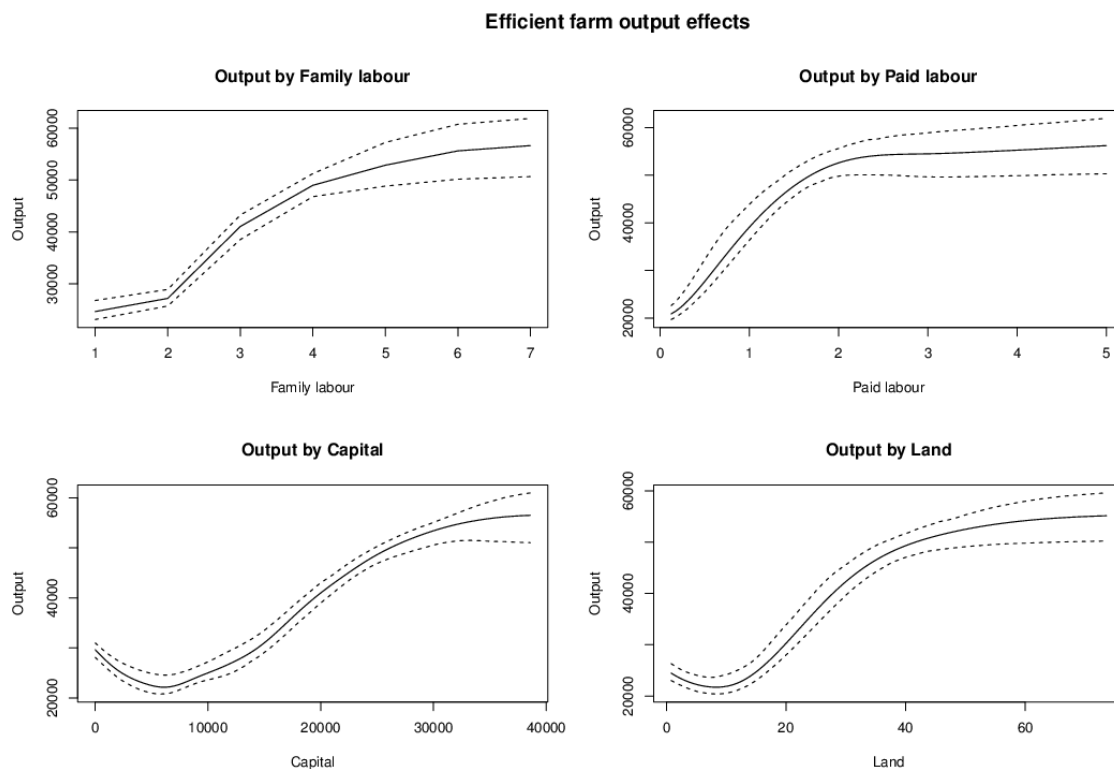 Efficient farm output effects
Output by Family labour
Output
30000 40000 50000 60000
1 2 3 4 5 6 7
Family labour
Output by Paid labour
Output
20000 40000 60000
0 1 2 3 4 5
Paid labour
Output by Capital
Output
20000 40000 60000
0 10000 20000 30000 40000
Capital
Output by Land
Output
20000 40000 60000
0 20 40 60
Land